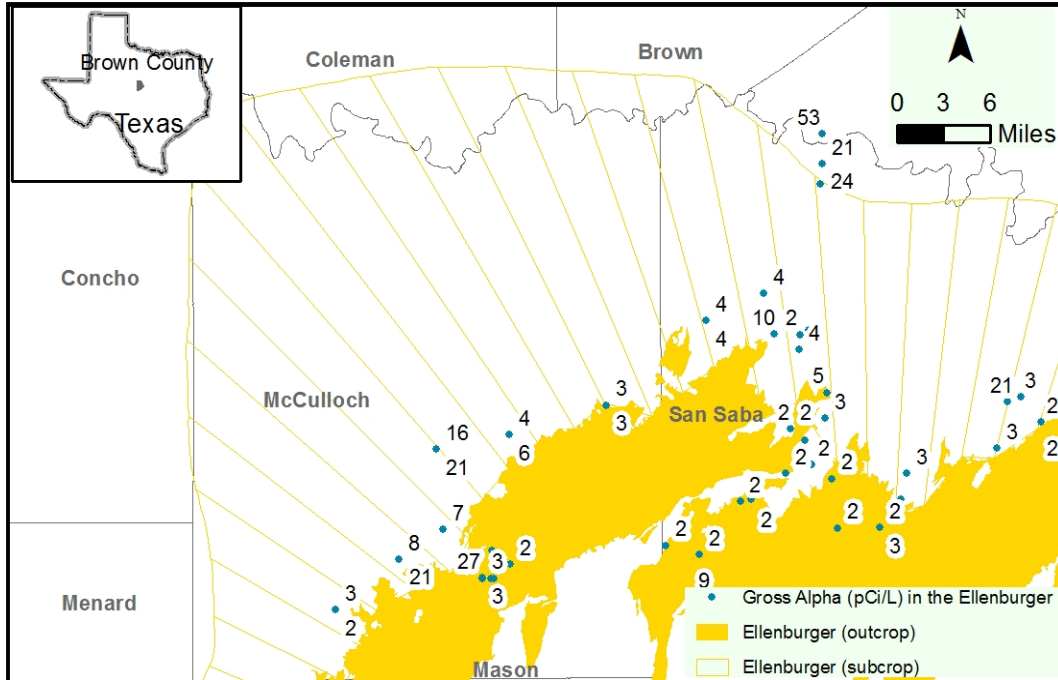 Brown County
Texas
Coleman
Brown
N
0 3 6
Miles
53
21
24
Concho
4
4
10 2
4
4
McCulloch
San Saba
5
3
2 2
21 3
2
3
3
3
4
6
16
21
2 2
2
3
3
2
2
2
2
2
2
3
7
8
21
27 3 2
3
2
2
9
3
2
Menard
Mason
Gross Alpha (pCi/L) in the Ellenburger
Ellenburger (outcrop)
Ellenburger (subcrop)